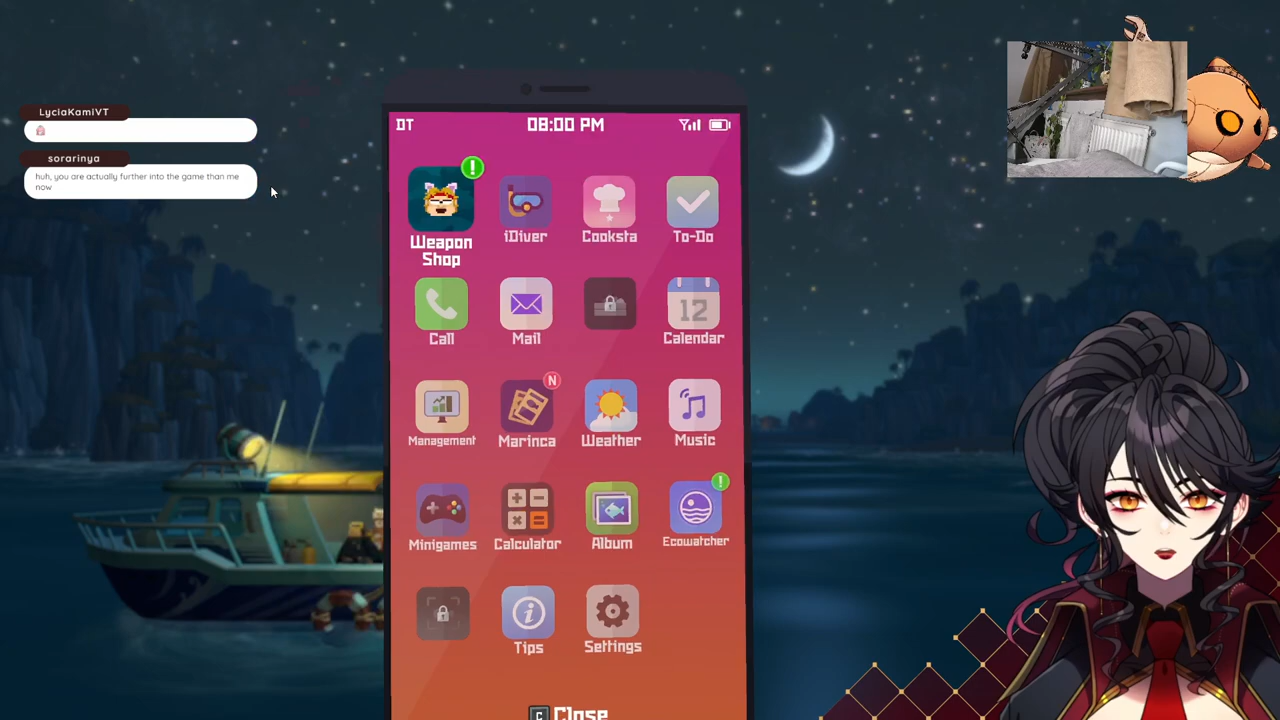 LyciaKamiVT
sorarinya
huh, you are actually further into the game than me
now
DT
08:00 PM
!
Weapon
Shop
iDiver
Cooksta
To-Do
Call
Mail
12
Calendar
Management
N
Marinca
Weather
Music
Minigames
Calculator
Album
!
Ecowatcher
Tips
Settings
C Close